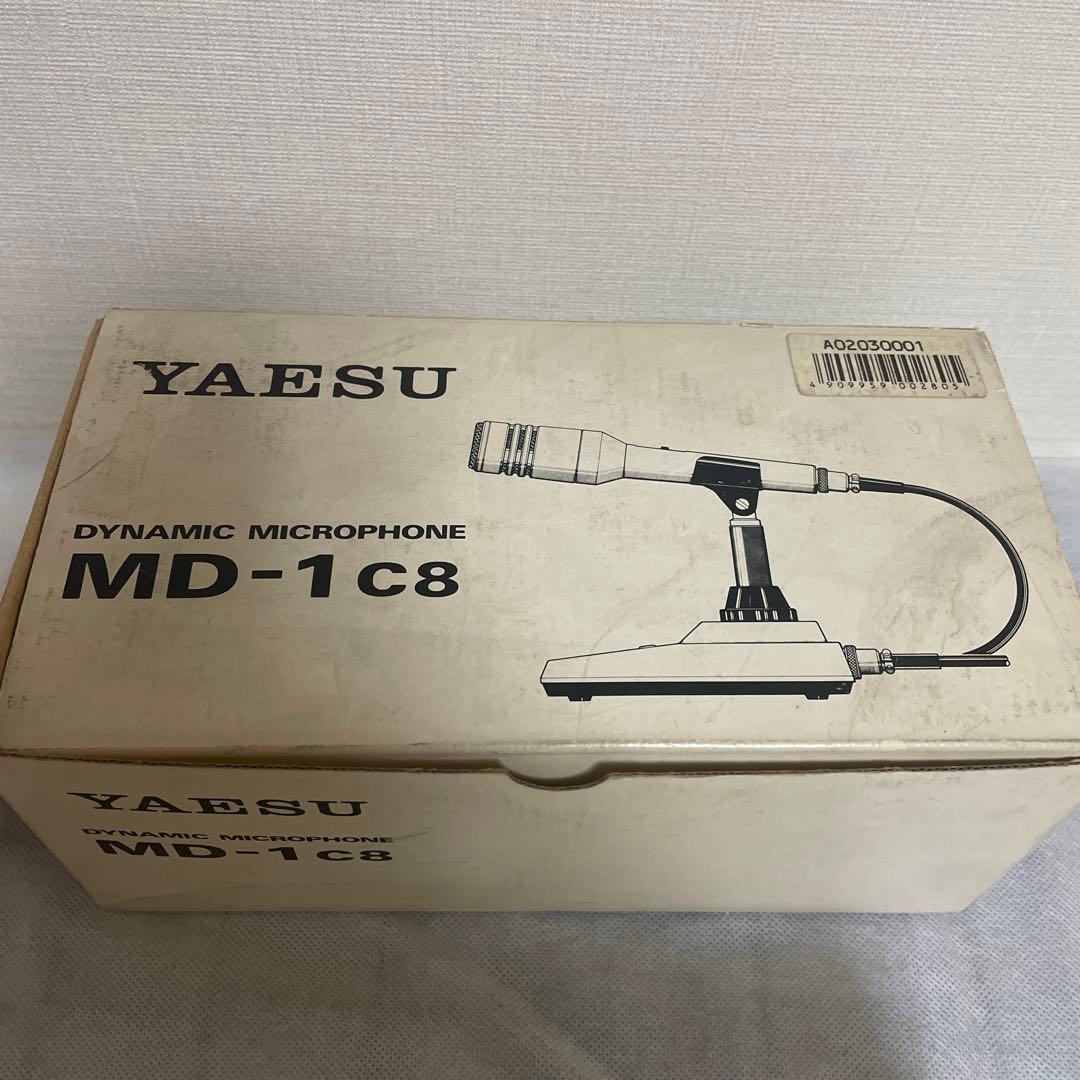 YAESU
A02030001
4 909959 002805
DYNAMIC MICROPHONE
MD-1C8
YAESU
DYNAMIC MICROPHONE
MD-1C8